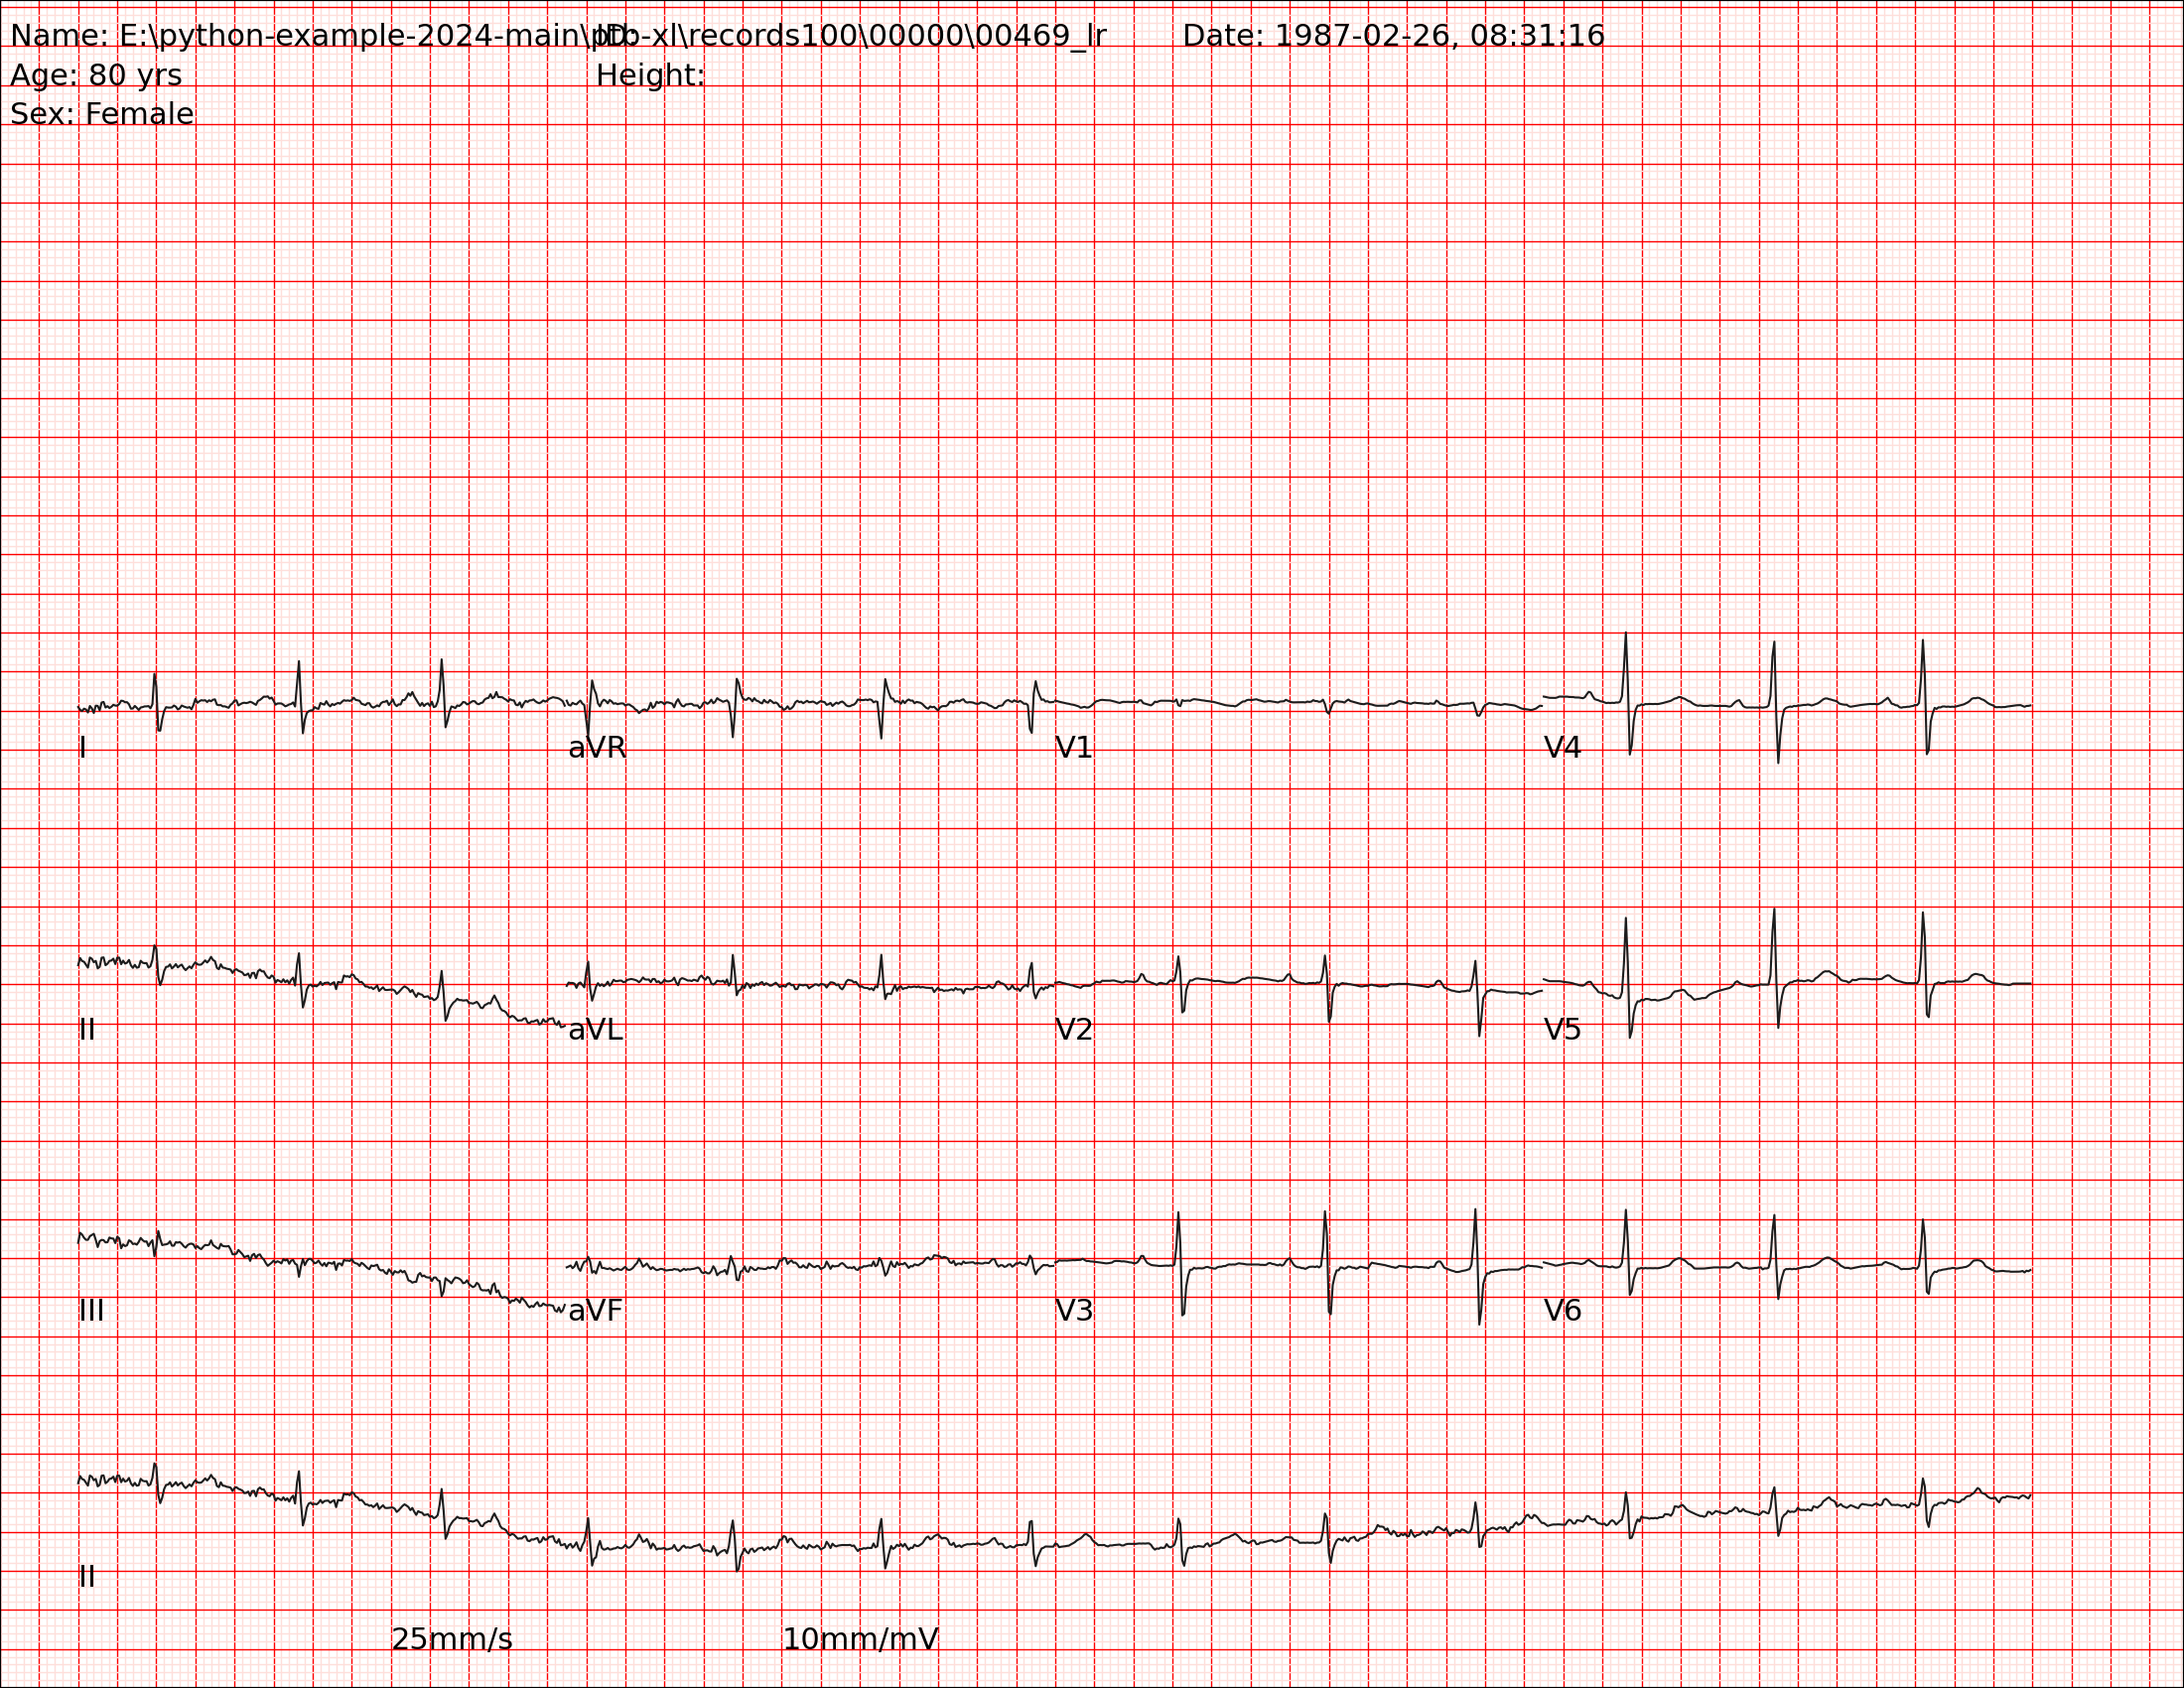 Name: E:\python-example-2024-main\ptb-xl\records100\00000\00469_lr ID: Date: 1987-02-26, 08:31:16
Age: 80 yrs Height:
Sex: Female
I aVR V1 V4
II aVL V2 V5
III aVF V3 V6
II
25mm/s 10mm/mV